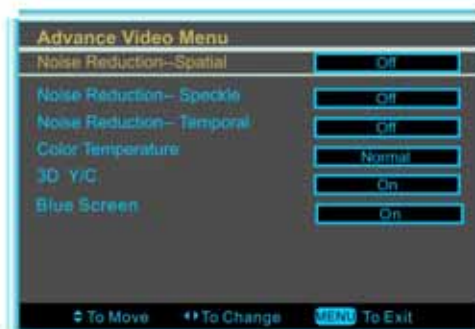 Advance Video Menu
Noise Reduction--Spatial Off
Noise Reduction-- Speckle Off
Noise Reduction-- Temporal Off
Color Temperature Normal
3D Y/C On
Blue Screen On
To Move To Change MENU To Exit